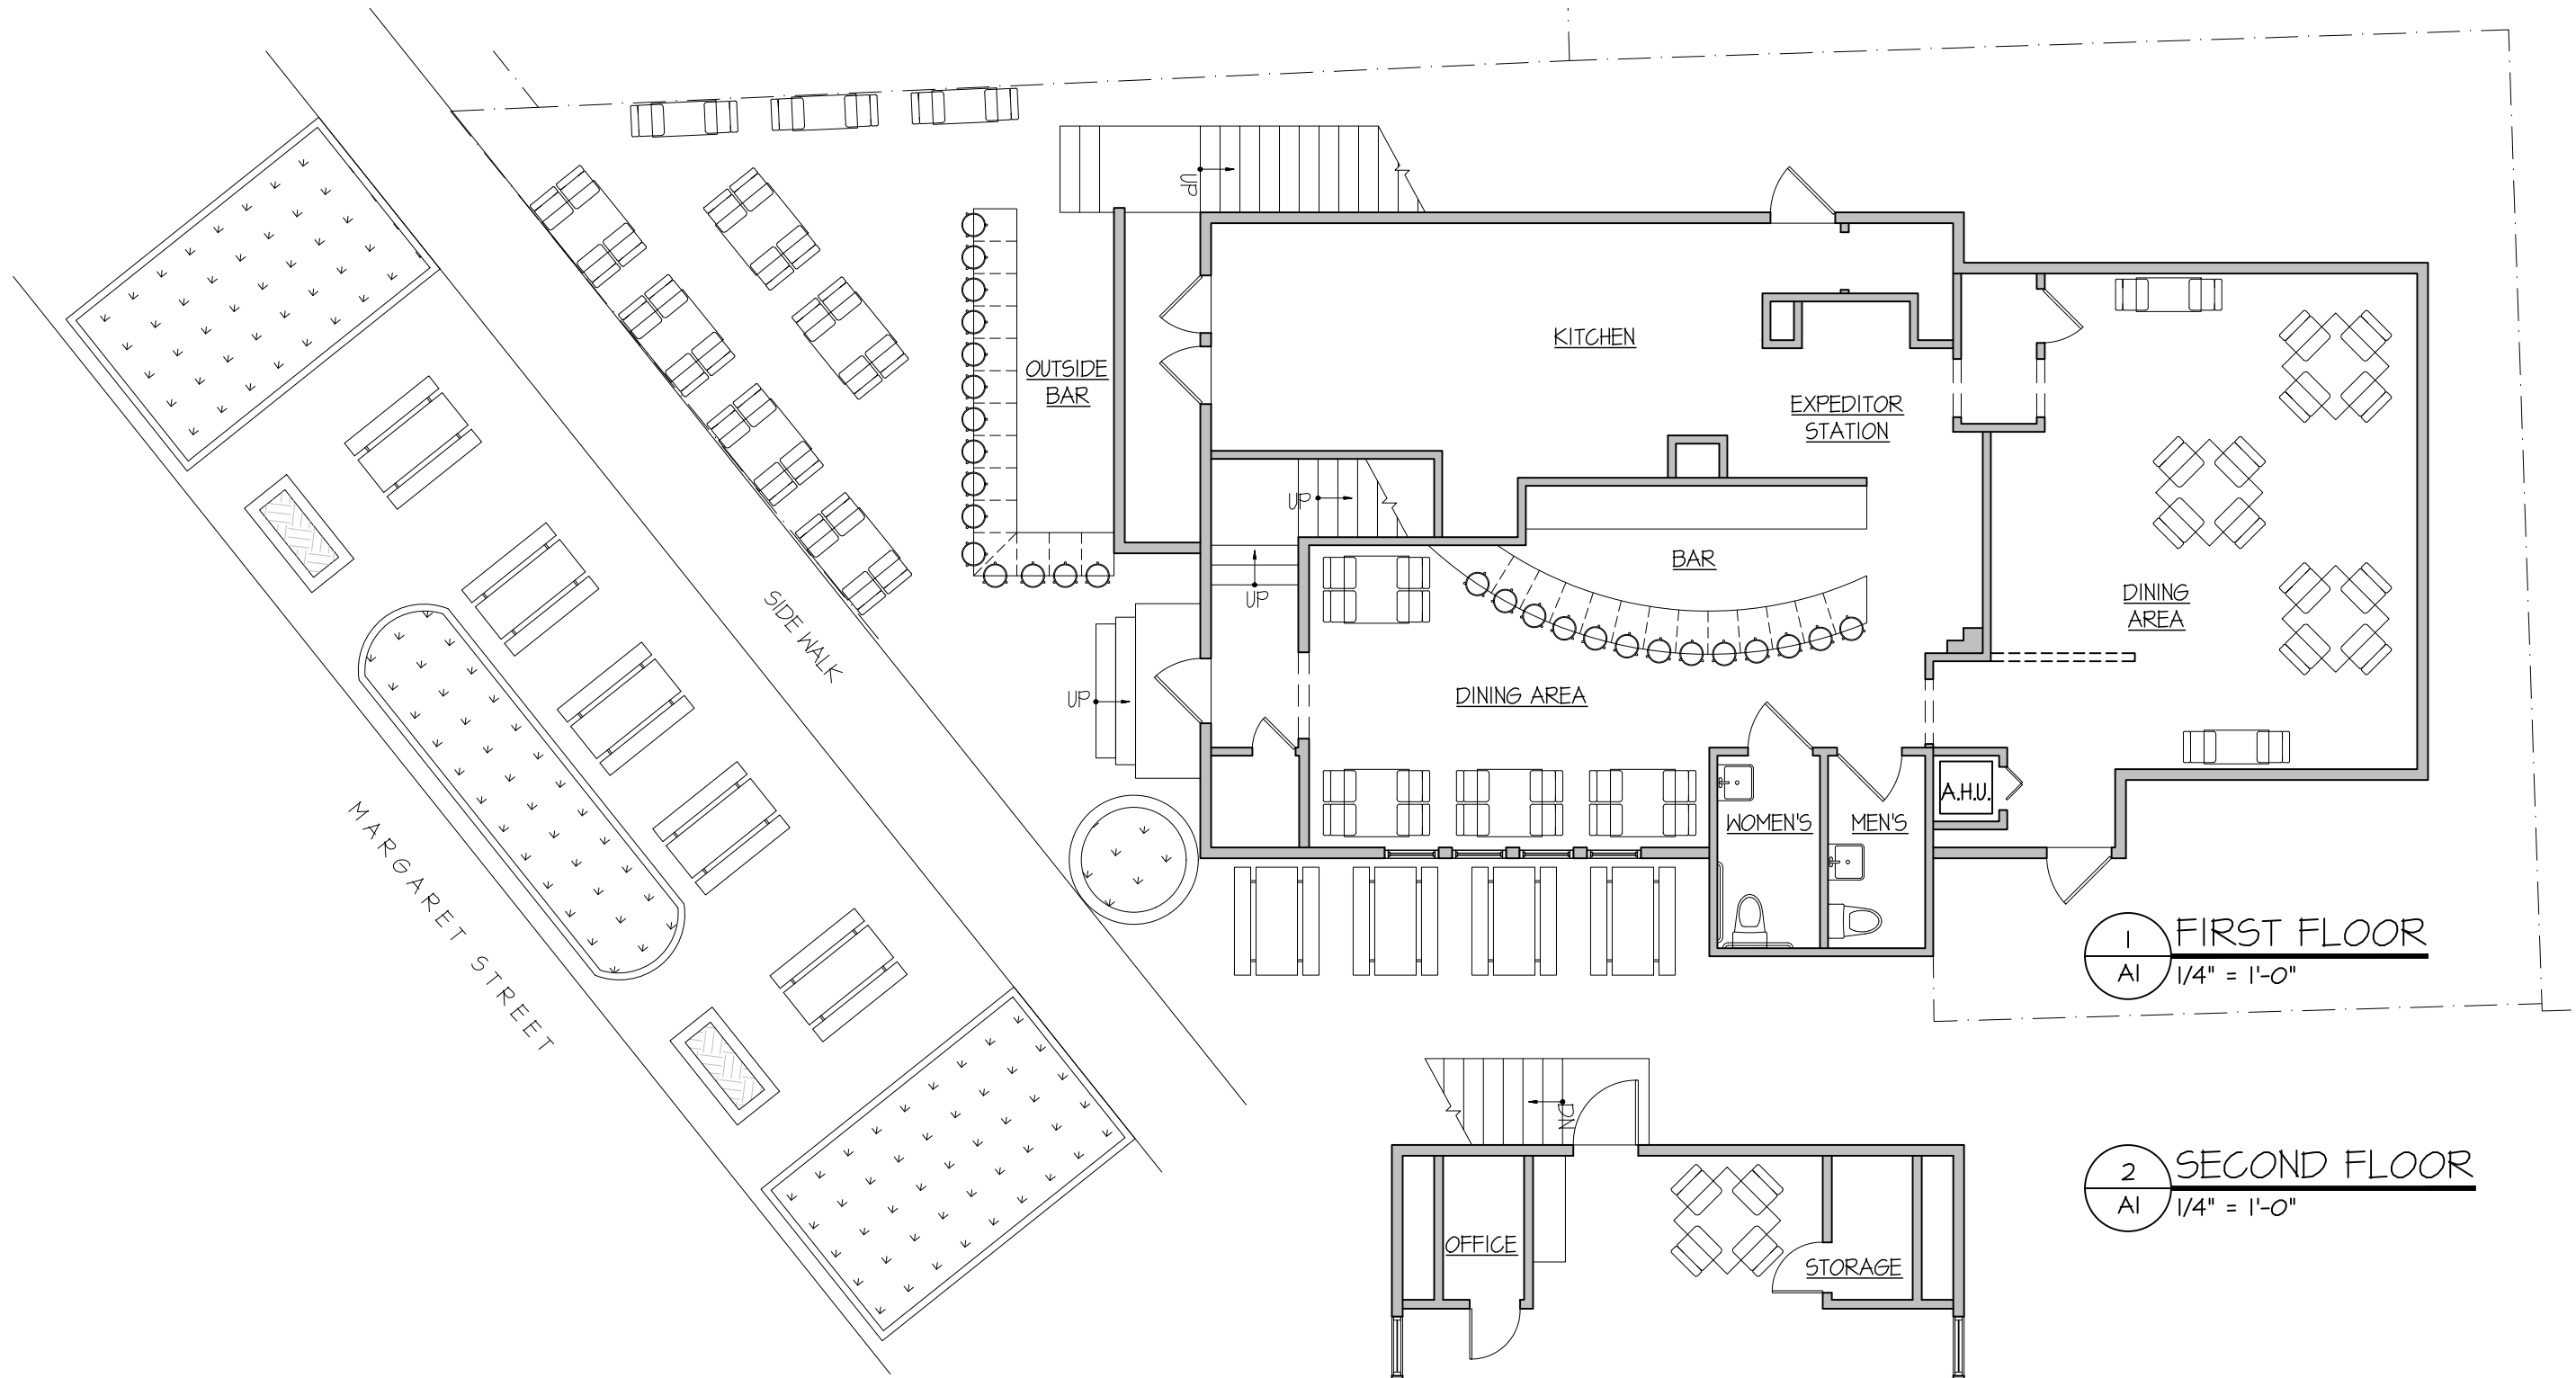 UP
OUTSIDE
BAR
KITCHEN
EXPEDITOR
STATION
UP
UP
BAR
DINING
AREA
SIDE WALK
UP
DINING AREA
A.H.U.
WOMEN'S
MEN'S
MARGARET STREET
1
A1
FIRST FLOOR
1/4" = 1'-0"
DN
2
A1
SECOND FLOOR
1/4" = 1'-0"
OFFICE
STORAGE